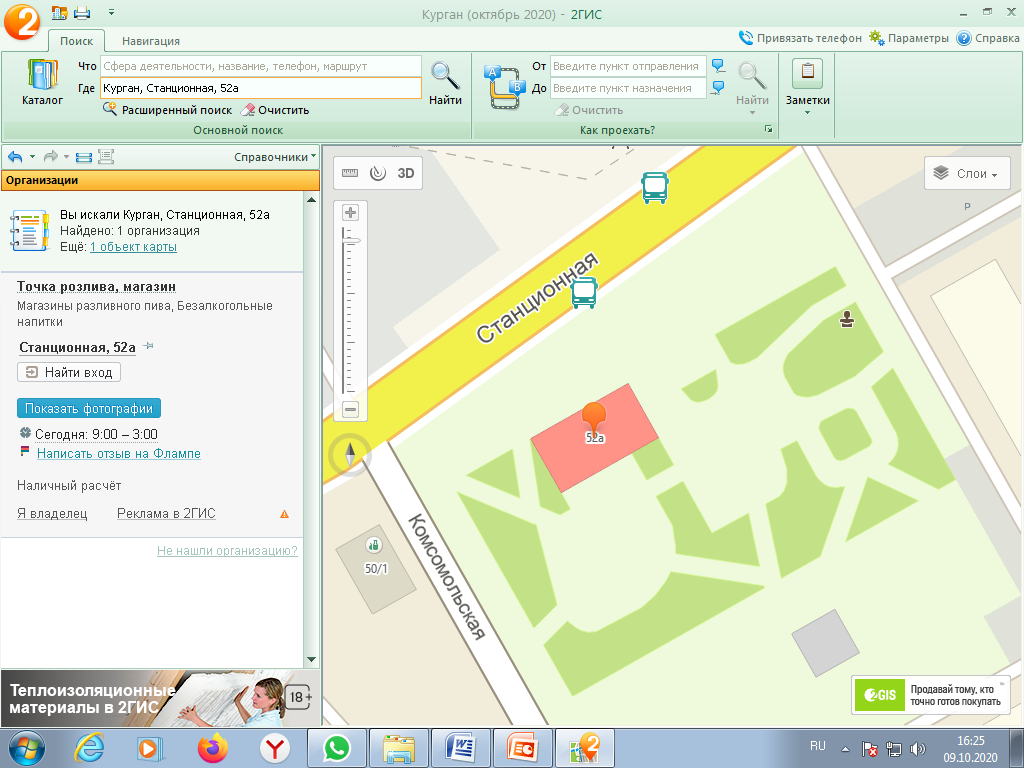 Курган (октябрь 2020) - 2ГИС
Поиск
Навигация
Привязать телефон
Параметры
Справка
Каталог
Что
Сфера деятельности, название, телефон, маршрут
Где
Курган, Станционная, 52а
Расширенный поиск
Очистить
Найти
Основной поиск
A
B
От
Введите пункт отправления
До
Введите пункт назначения
Очистить
Найти
Как проехать?
Заметки
Справочники
Организации
Вы искали Курган, Станционная, 52а
Найдено: 1 организация
Ещё: 1 объект карты
Точка розлива, магазин
Магазины разливного пива, Безалкогольные
напитки
Станционная, 52а
Найти вход
Показать фотографии
Сегодня: 9:00 – 3:00
Написать отзыв на Флампе
Наличный расчёт
Я владелец
Реклама в 2ГИС
Не нашли организацию?
Теплоизоляционные
материалы в 2ГИС
18+
3D
Слои
P
Станционная
52а
Комсомольская
50/1
2GIS
Продавай тому, кто
точно готов покупать
RU
16:25
09.10.2020